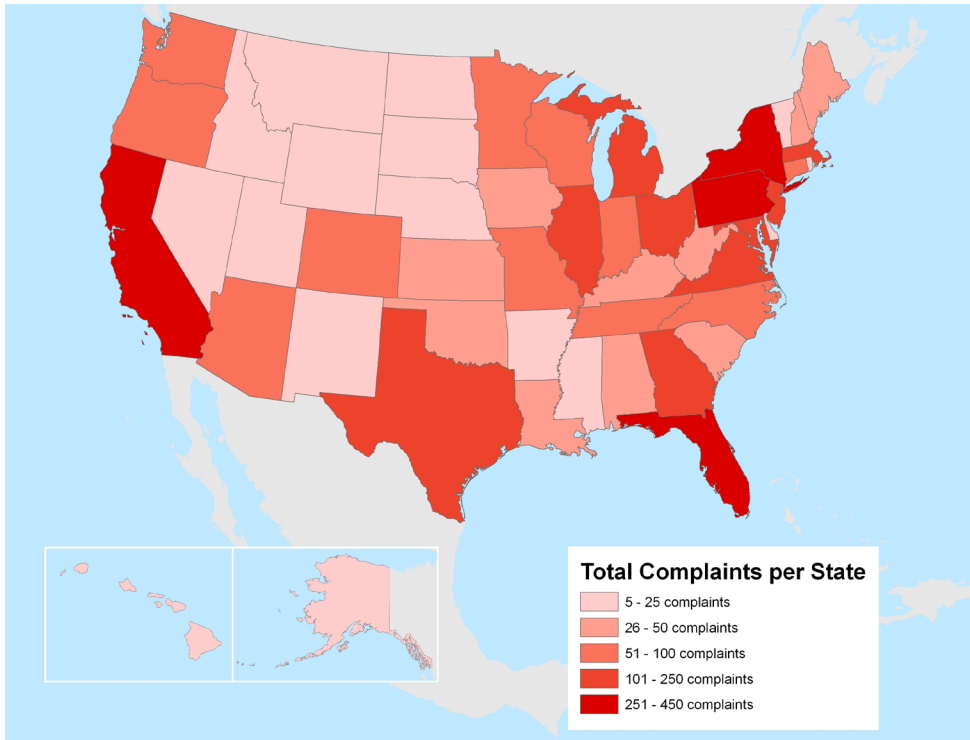 Total Complaints per State
5 - 25 complaints
26 - 50 complaints
51 - 100 complaints
101 - 250 complaints
251 - 450 complaints